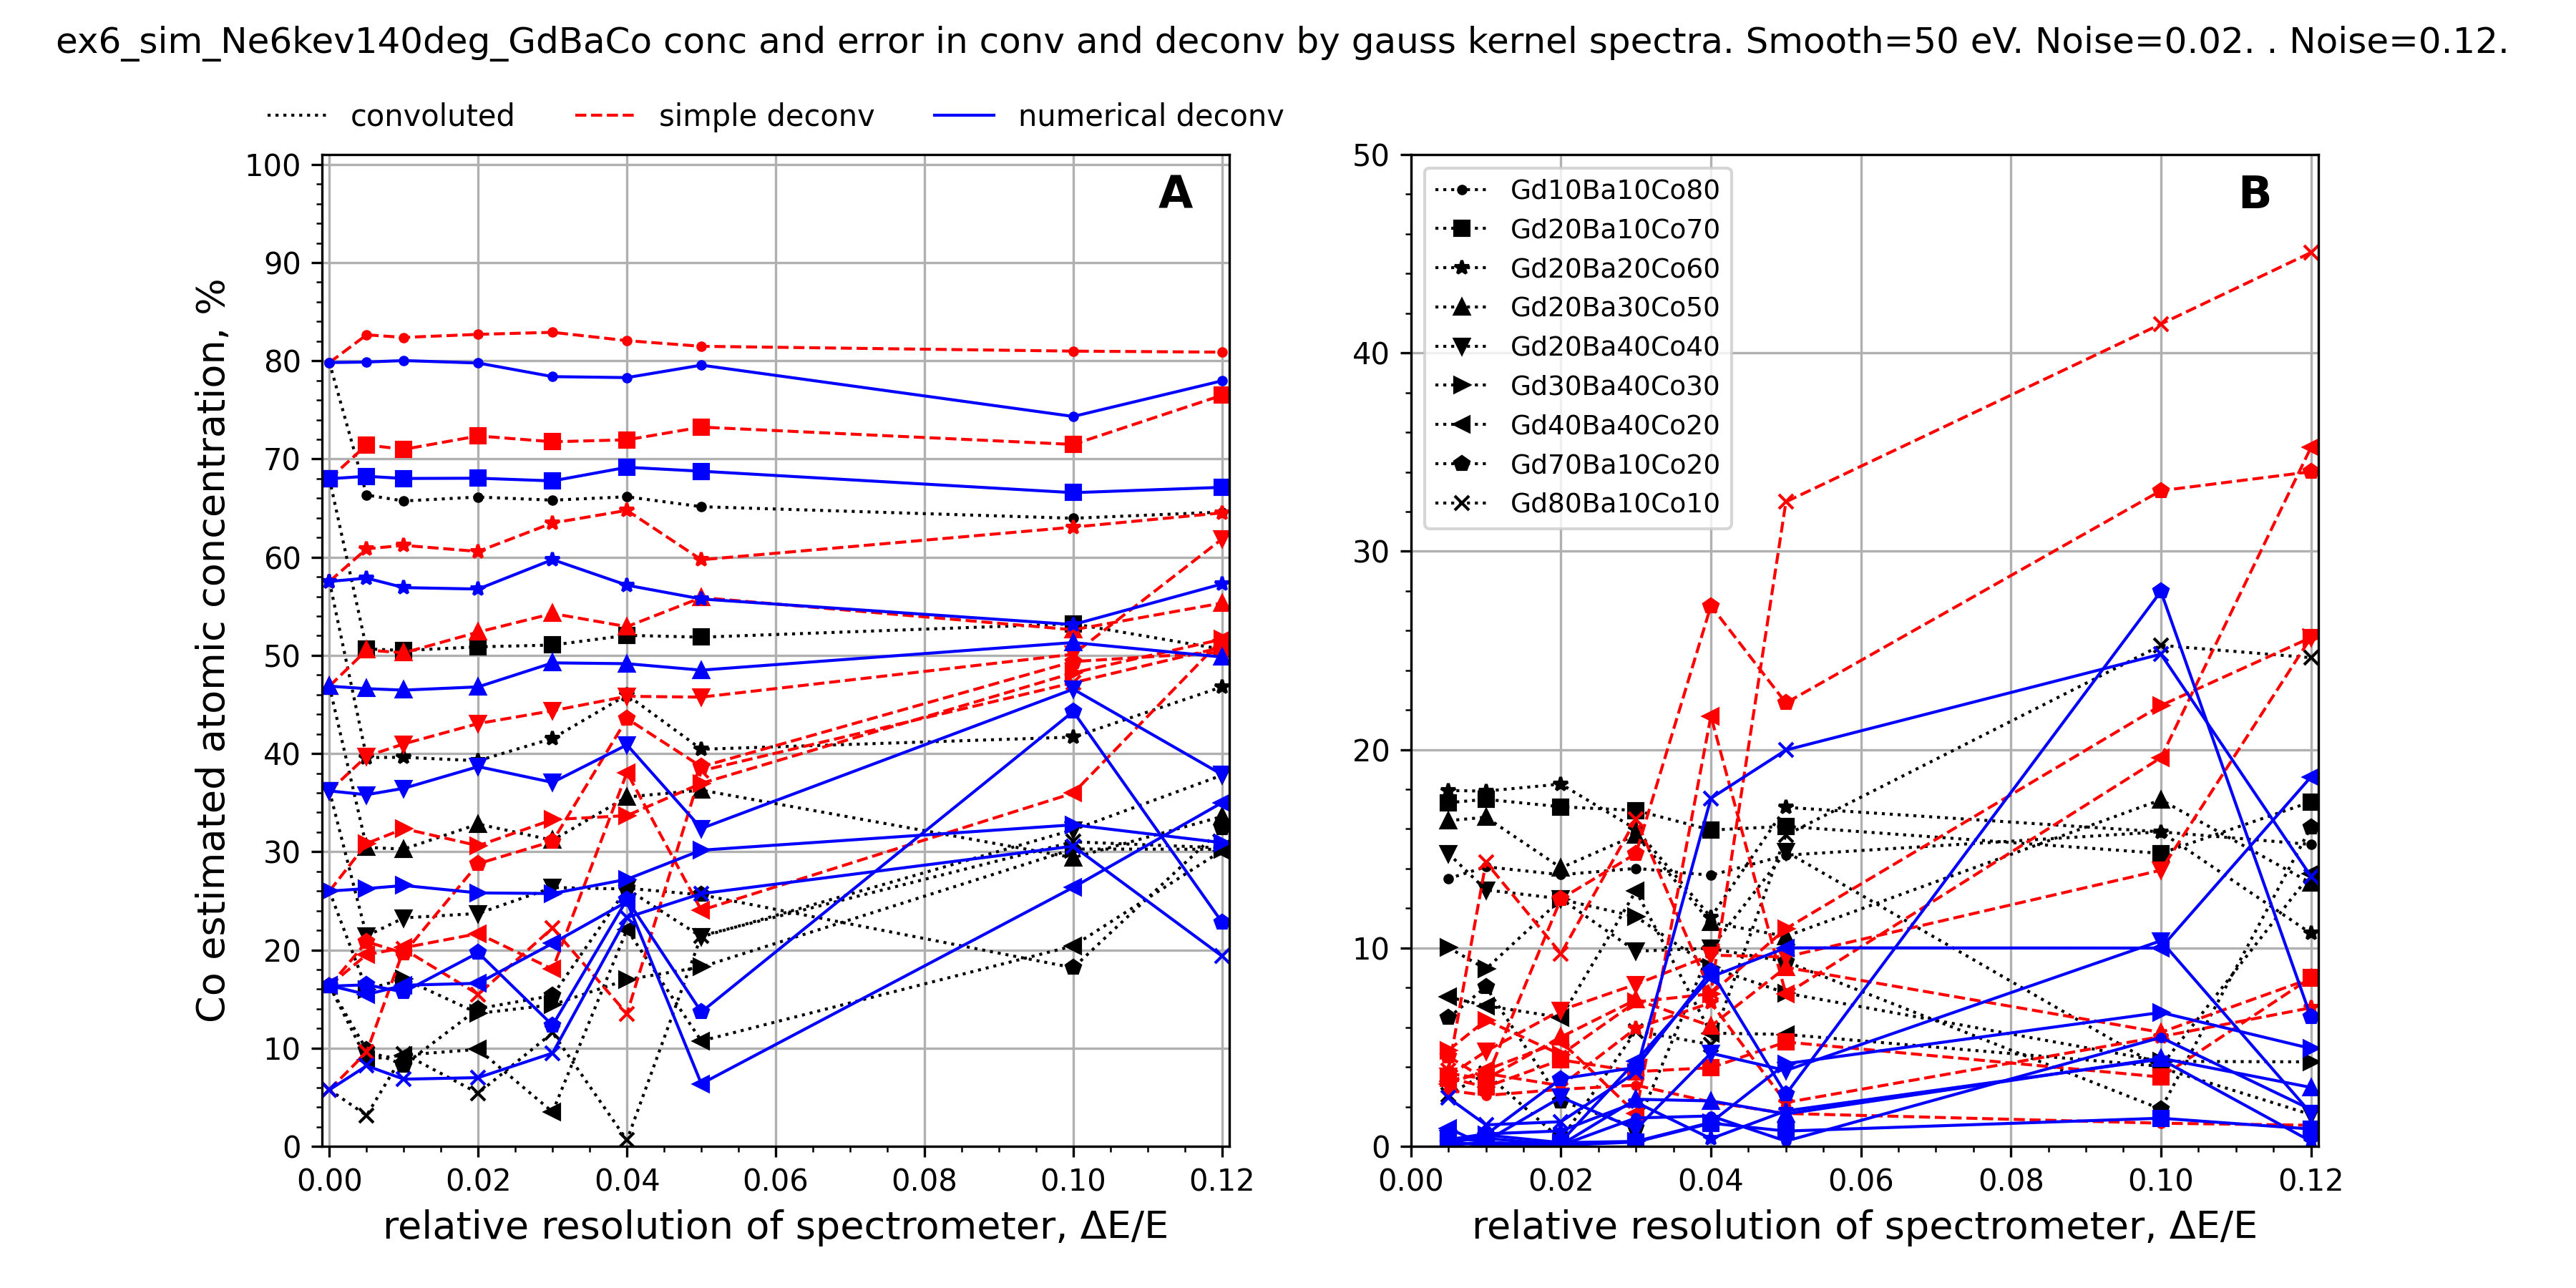 ex6_sim_Ne6kev140deg_GdBaCo conc and error in conv and deconv by gauss kernel spectra. Smooth=50 eV. Noise=0.02. . Noise=0.12.
convoluted simple deconv numerical deconv
A
100
90
80
70
60
50
40
30
20
10
0
Co estimated atomic concentration, %
0.00 0.02 0.04 0.06 0.08 0.10 0.12
relative resolution of spectrometer, ΔE/E
B
50
40
30
20
10
0
Gd10Ba10Co80
Gd20Ba10Co70
Gd20Ba20Co60
Gd20Ba30Co50
Gd20Ba40Co40
Gd30Ba40Co30
Gd40Ba40Co20
Gd70Ba10Co20
Gd80Ba10Co10
0.00 0.02 0.04 0.06 0.08 0.10 0.12
relative resolution of spectrometer, ΔE/E